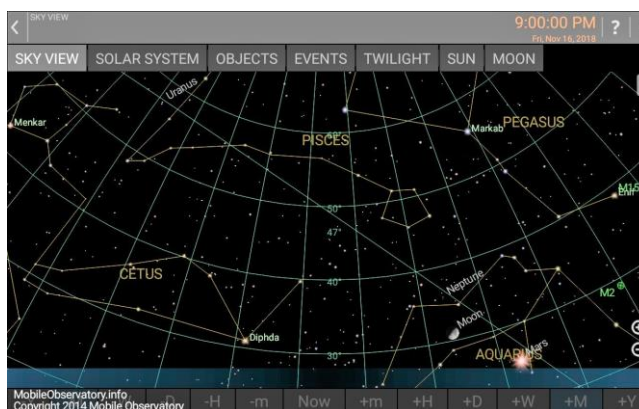 SKY VIEW
9:00:00 PM
Fri, Nov 16, 2018
?
SKY VIEW SOLAR SYSTEM OBJECTS EVENTS TWILIGHT SUN MOON
Uranus
Menkar
PISCES
Markab
PEGASUS
M15
Enif
50°
47°
CETUS
40°
Neptune
M2
Moon
Diphda
30°
AQUARIUS
Mars
MobileObservatory.info
Copyright 2014 Mobile Observatory
-D -H -m Now +m +H +D +W +M +Y